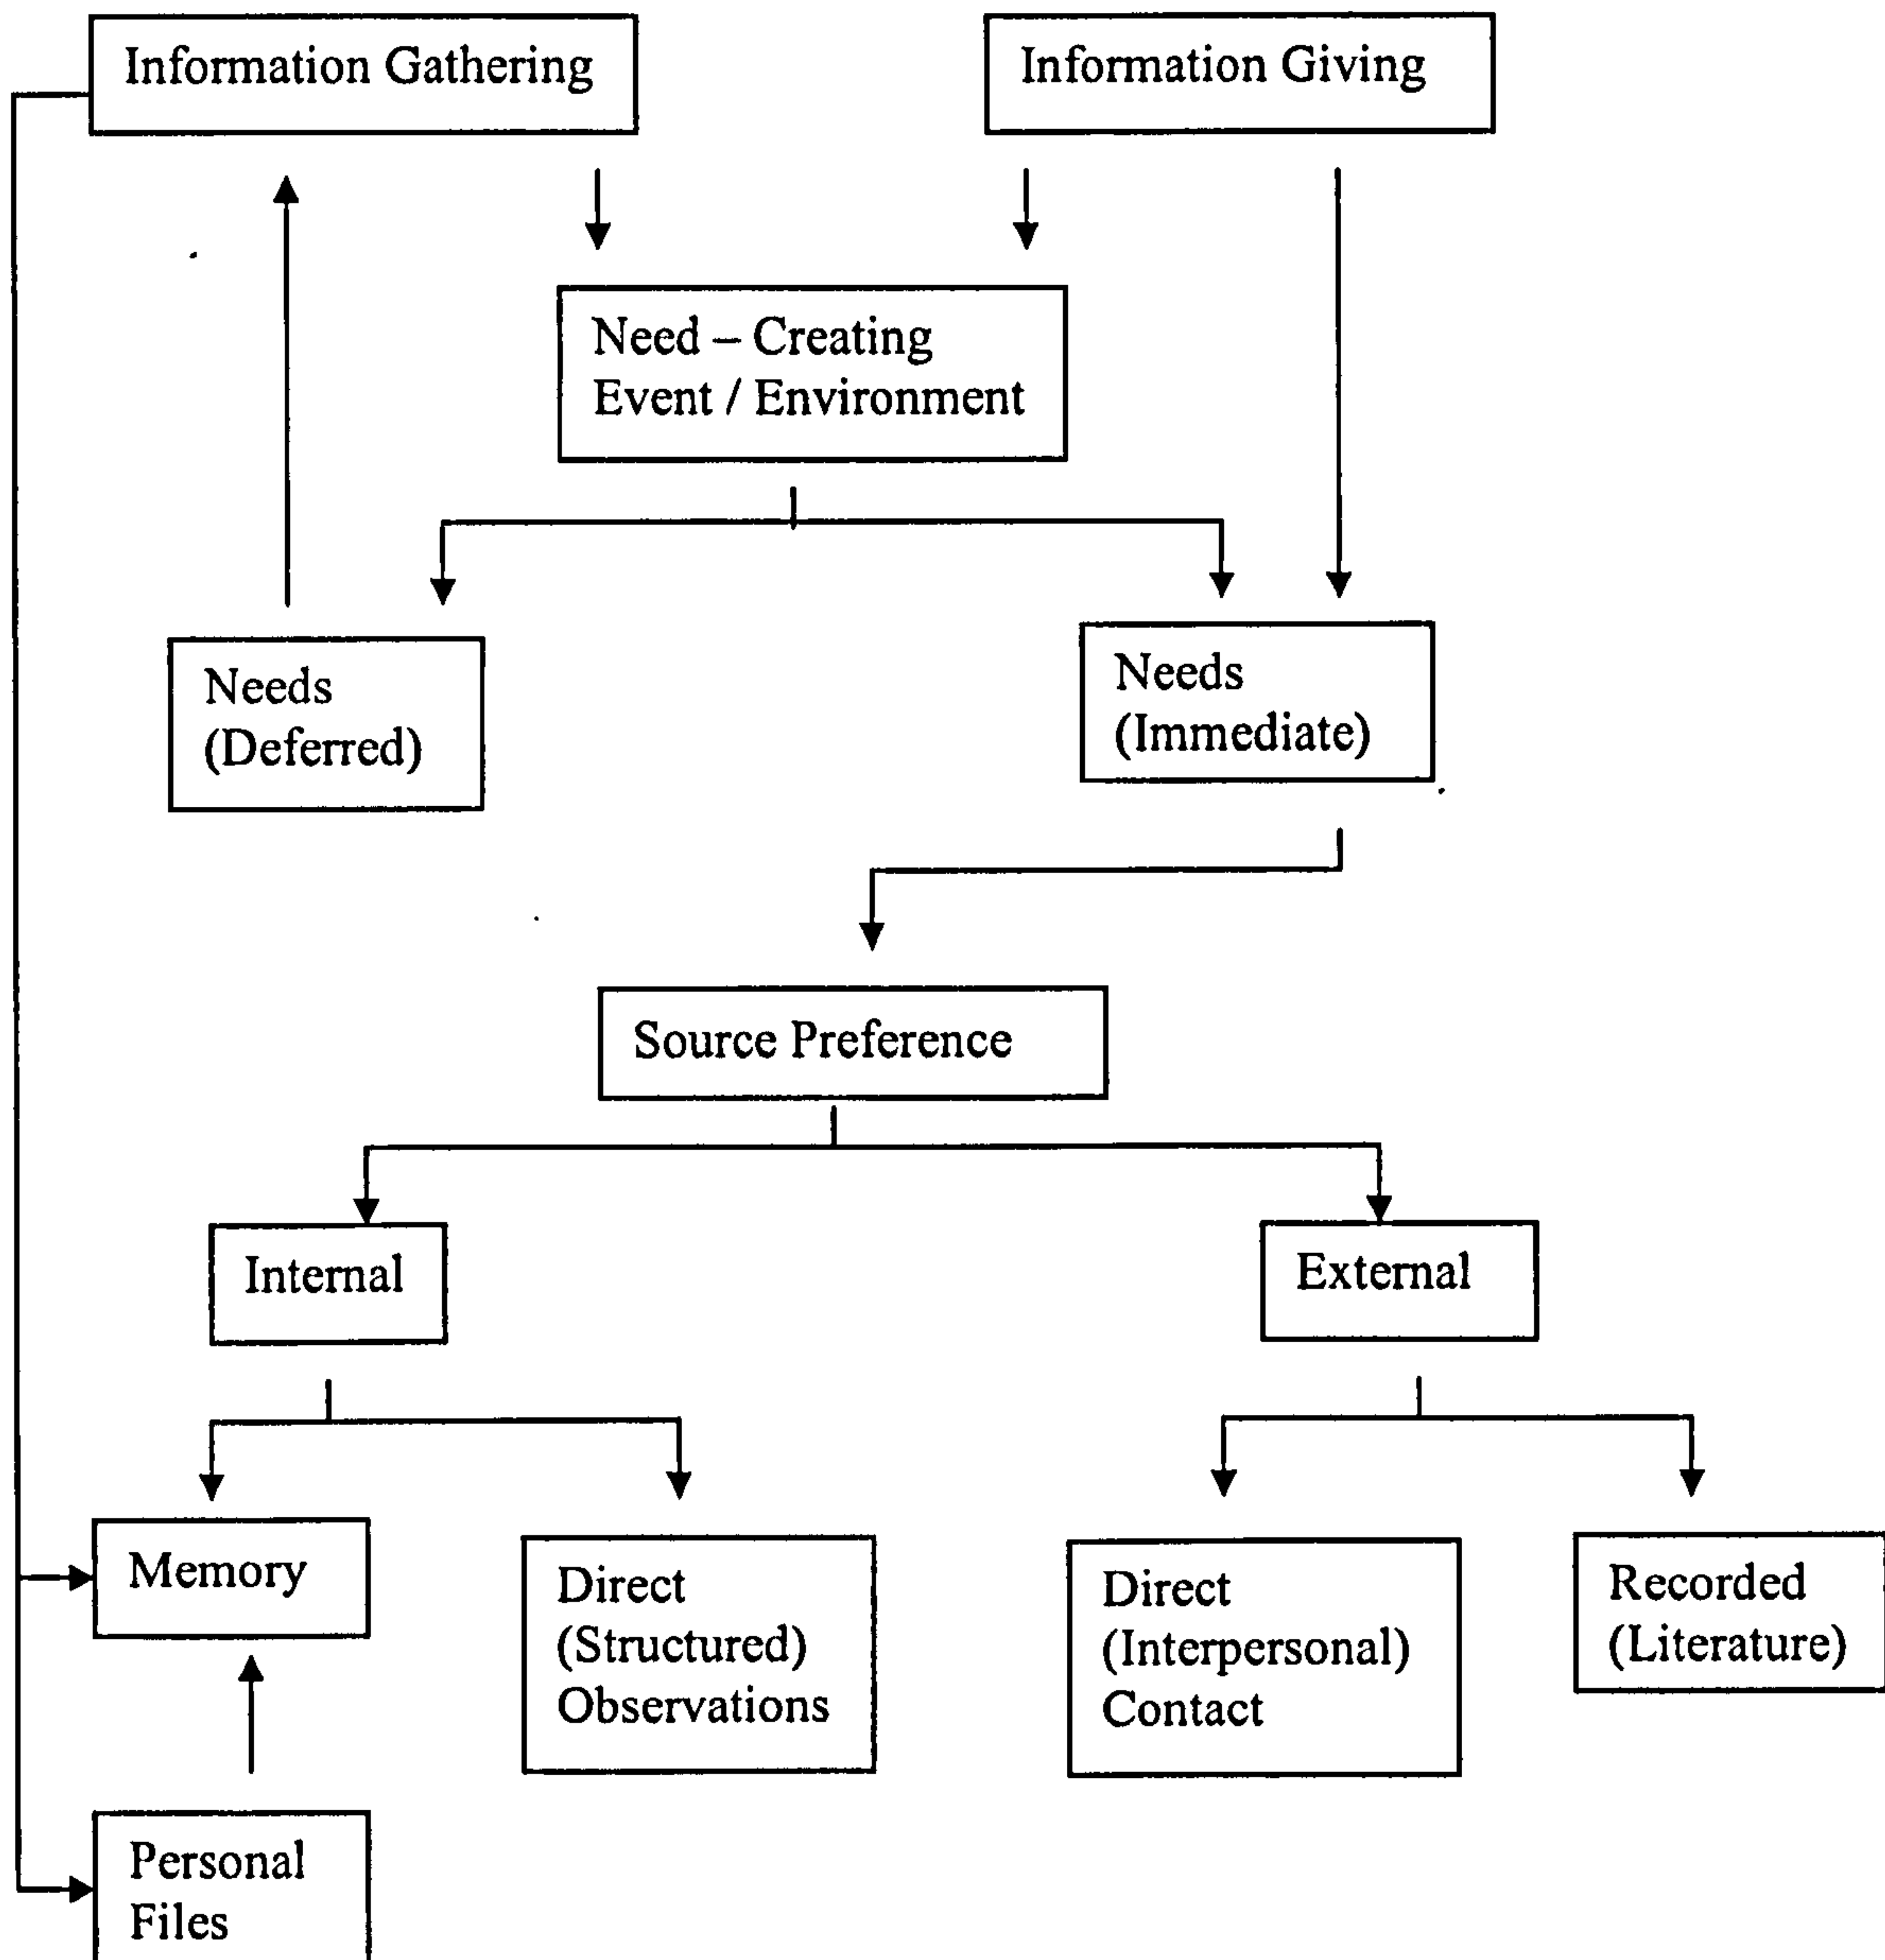 Information Gathering
Information Giving
Need – Creating
Event / Environment
Needs
(Deferred)
Needs
(Immediate)
Source Preference
Internal
External
Memory
Direct
(Structured)
Observations
Direct
(Interpersonal)
Contact
Recorded
(Literature)
Personal
Files